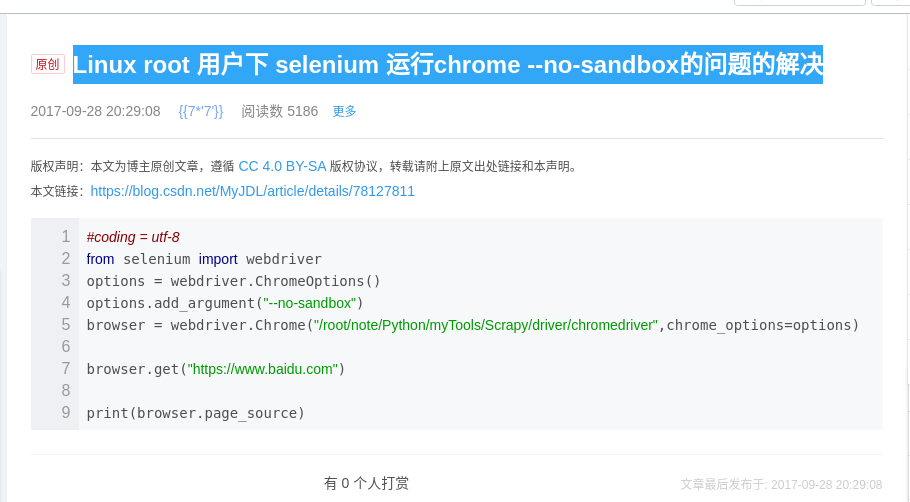 原创 Linux root 用户下 selenium 运行chrome --no-sandbox的问题的解决
2017-09-28 20:29:08 {{7*'7'}} 阅读数 5186 更多
版权声明：本文为博主原创文章，遵循 CC 4.0 BY-SA 版权协议，转载请附上原文出处链接和本声明。
本文链接：https://blog.csdn.net/MyJDL/article/details/78127811
1 #coding = utf-8
2 from selenium import webdriver
3 options = webdriver.ChromeOptions()
4 options.add_argument("--no-sandbox")
5 browser = webdriver.Chrome("/root/note/Python/myTools/Scrapy/driver/chromedriver",chrome_options=options)
6
7 browser.get("https://www.baidu.com")
8
9 print(browser.page_source)
有 0 个人打赏
文章最后发布于: 2017-09-28 20:29:08